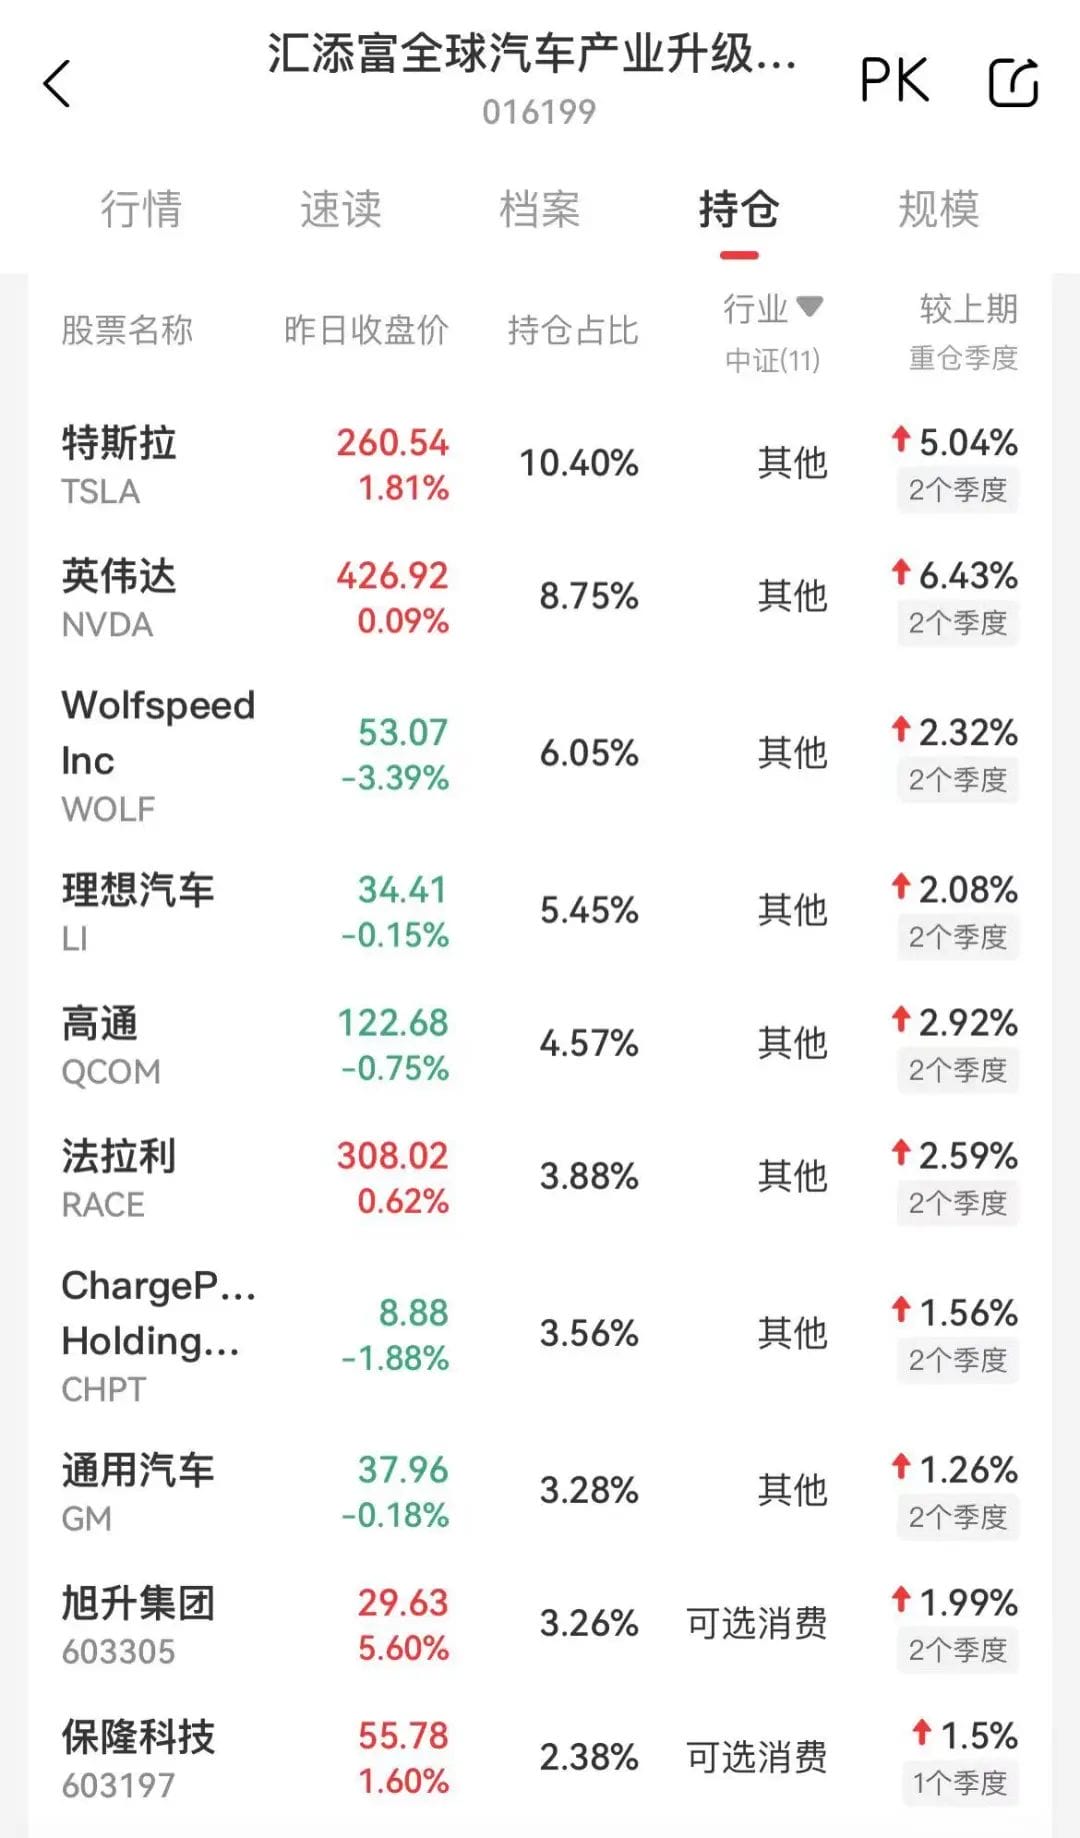 汇添富全球汽车产业升级...
016199
PK
行情 速读 档案 持仓 规模
股票名称 昨日收盘价 持仓占比 行业 较上期
中证(11) 重仓季度
特斯拉 260.54 10.40% 其他 5.04%
TSLA 1.81% 2个季度
英伟达 426.92 8.75% 其他 6.43%
NVDA 0.09% 2个季度
Wolfspeed
Inc 53.07 6.05% 其他 2.32%
WOLF -3.39% 2个季度
理想汽车 34.41 5.45% 其他 2.08%
LI -0.15% 2个季度
高通 122.68 4.57% 其他 2.92%
QCOM -0.75% 2个季度
法拉利 308.02 3.88% 其他 2.59%
RACE 0.62% 2个季度
ChargeP...
Holding... 8.88 3.56% 其他 1.56%
CHPT -1.88% 2个季度
通用汽车 37.96 3.28% 其他 1.26%
GM -0.18% 2个季度
旭升集团 29.63 3.26% 可选消费 1.99%
603305 5.60% 2个季度
保隆科技 55.78 2.38% 可选消费 1.5%
603197 1.60% 1个季度